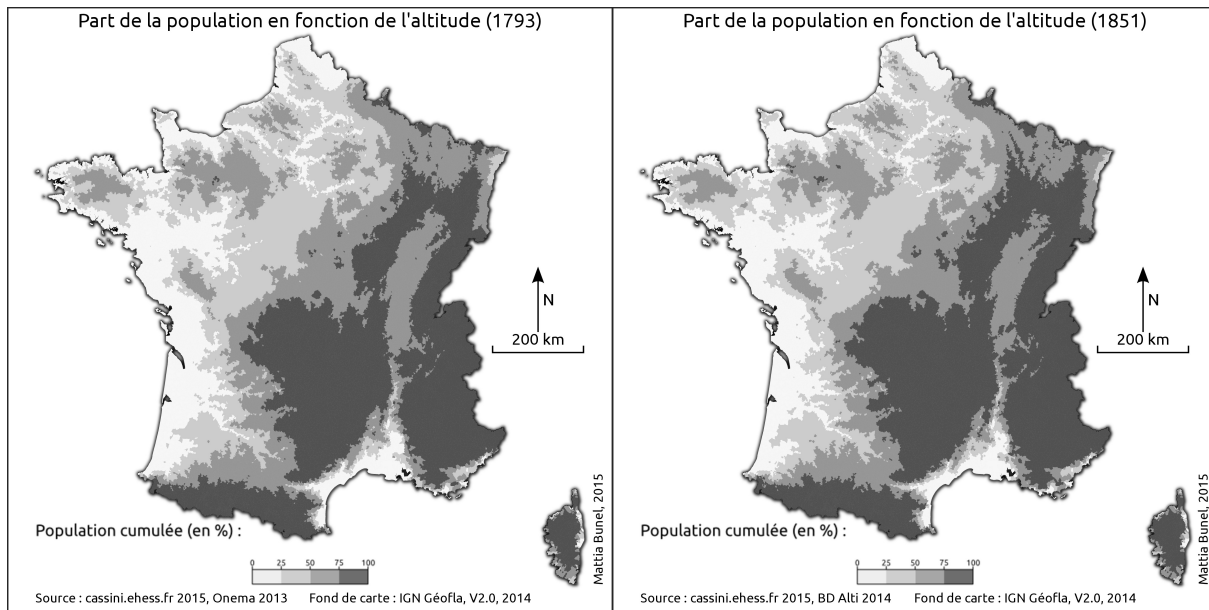 Part de la population en fonction de l'altitude (1793)
N
200 km
Population cumulée (en %) :
0 25 50 75 100
Source : cassini.ehess.fr 2015, Onema 2013 Fond de carte : IGN Géofla, V2.0, 2014
Mattia Bunel, 2015
Part de la population en fonction de l'altitude (1851)
N
200 km
Population cumulée (en %) :
0 25 50 75 100
Source : cassini.ehess.fr 2015, BD Alti 2014 Fond de carte : IGN Géofla, V2.0, 2014
Mattia Bunel, 2015